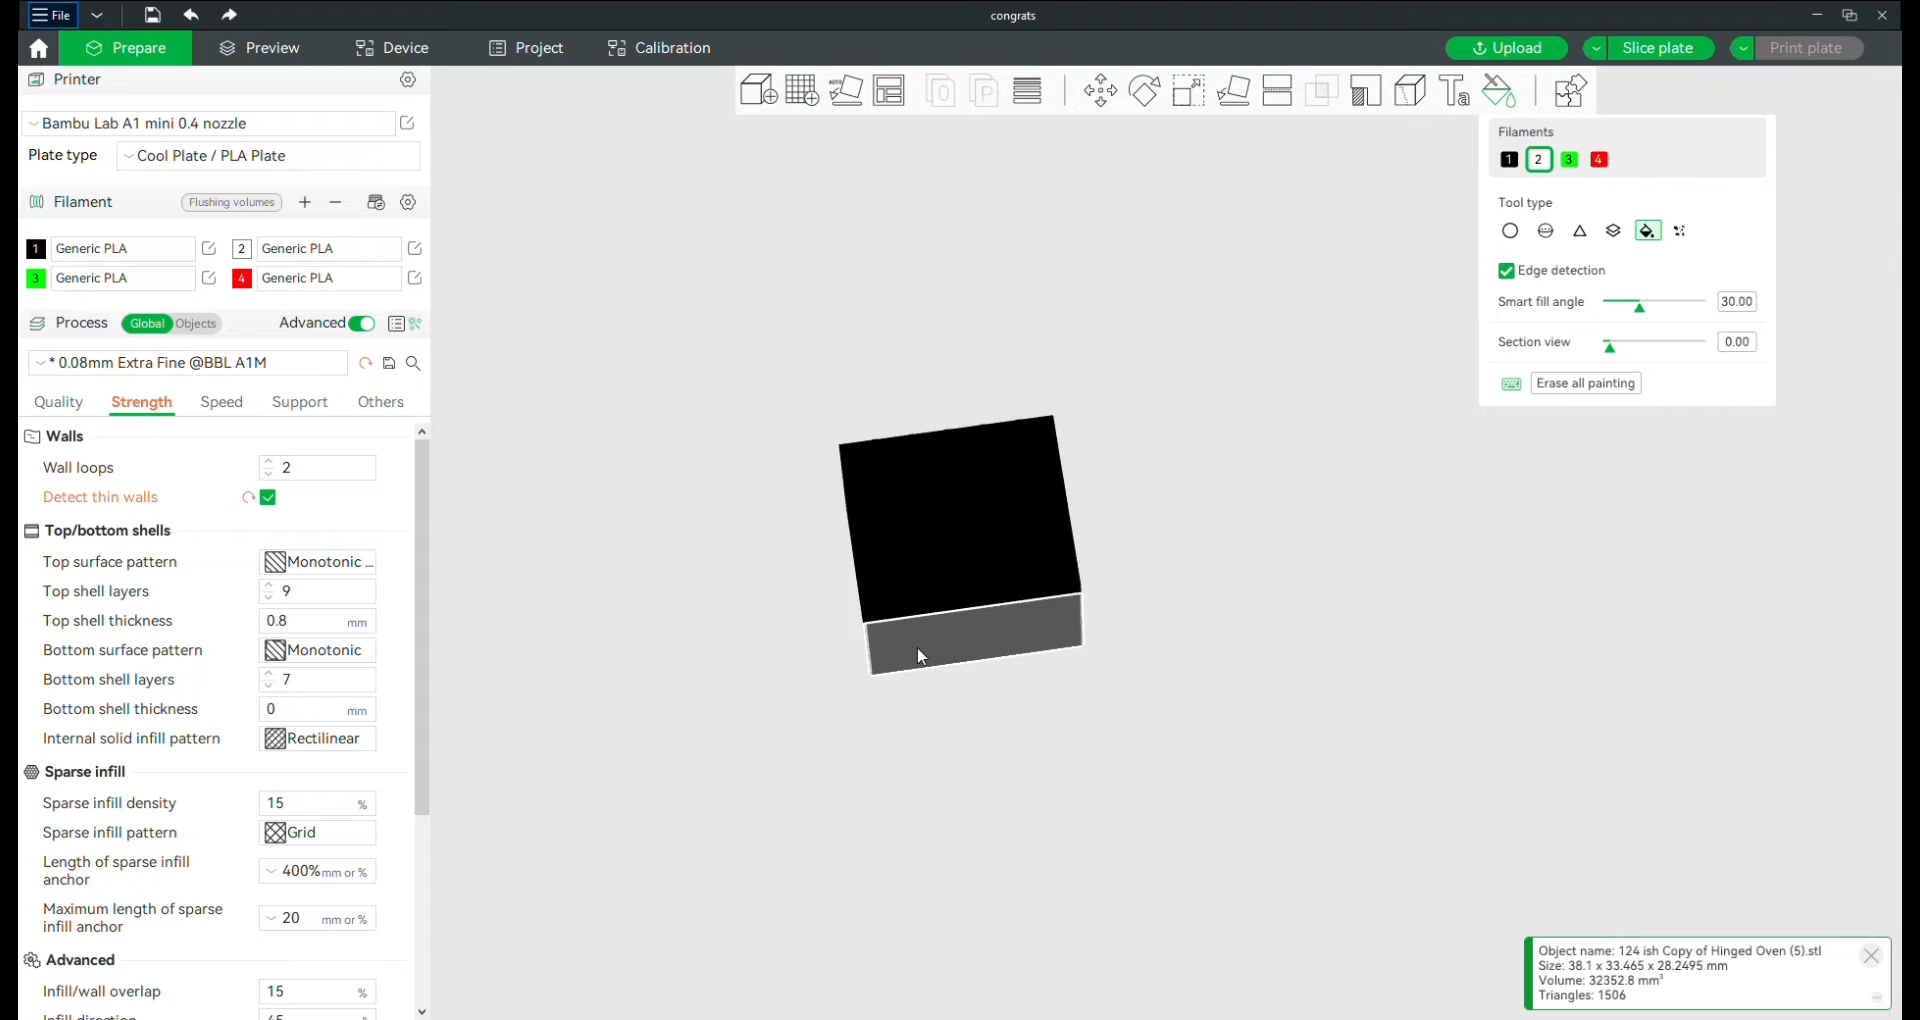 File
congrats
Prepare Preview Device Project Calibration Upload Slice plate Print plate
Printer
Bambu Lab A1 mini 0.4 nozzle
Plate type Cool Plate / PLA Plate
Filament Flushing volumes
1 Generic PLA 2 Generic PLA
3 Generic PLA 4 Generic PLA
Process Global Objects Advanced
* 0.08mm Extra Fine @BBL A1M
Quality Strength Speed Support Others
Walls
Wall loops 2
Detect thin walls
Top/bottom shells
Top surface pattern Monotonic ...
Top shell layers 9
Top shell thickness 0.8 mm
Bottom surface pattern Monotonic
Bottom shell layers 7
Bottom shell thickness 0 mm
Internal solid infill pattern Rectilinear
Sparse infill
Sparse infill density 15 %
Sparse infill pattern Grid
Length of sparse infill
anchor 400% mm or %
Maximum length of sparse
infill anchor 20 mm or %
Advanced
Infill/wall overlap 15 %
Filaments
1 2 3 4
Tool type
Edge detection
Smart fill angle 30.00
Section view 0.00
Erase all painting
Object name: 124 ish Copy of Hinged Oven (5).stl
Size: 38.1 x 33.465 x 28.2495 mm
Volume: 32352.8 mm³
Triangles: 1506